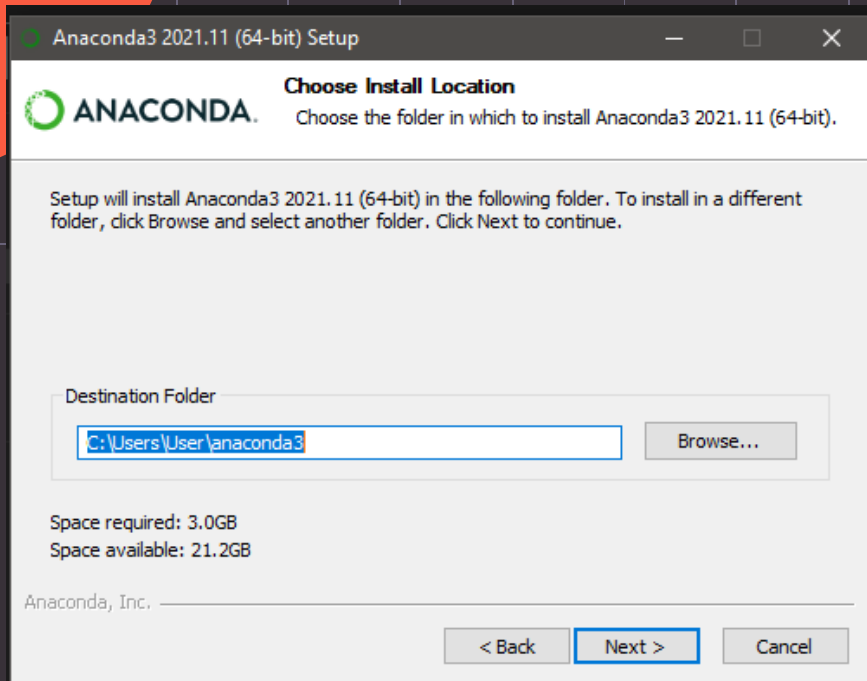 Anaconda3 2021.11 (64-bit) Setup
ANACONDA.
Choose Install Location
Choose the folder in which to install Anaconda3 2021.11 (64-bit).
Setup will install Anaconda3 2021.11 (64-bit) in the following folder. To install in a different
folder, click Browse and select another folder. Click Next to continue.
Destination Folder
C:\Users\User\anaconda3
Browse...
Space required: 3.0GB
Space available: 21.2GB
Anaconda, Inc.
< Back
Next >
Cancel